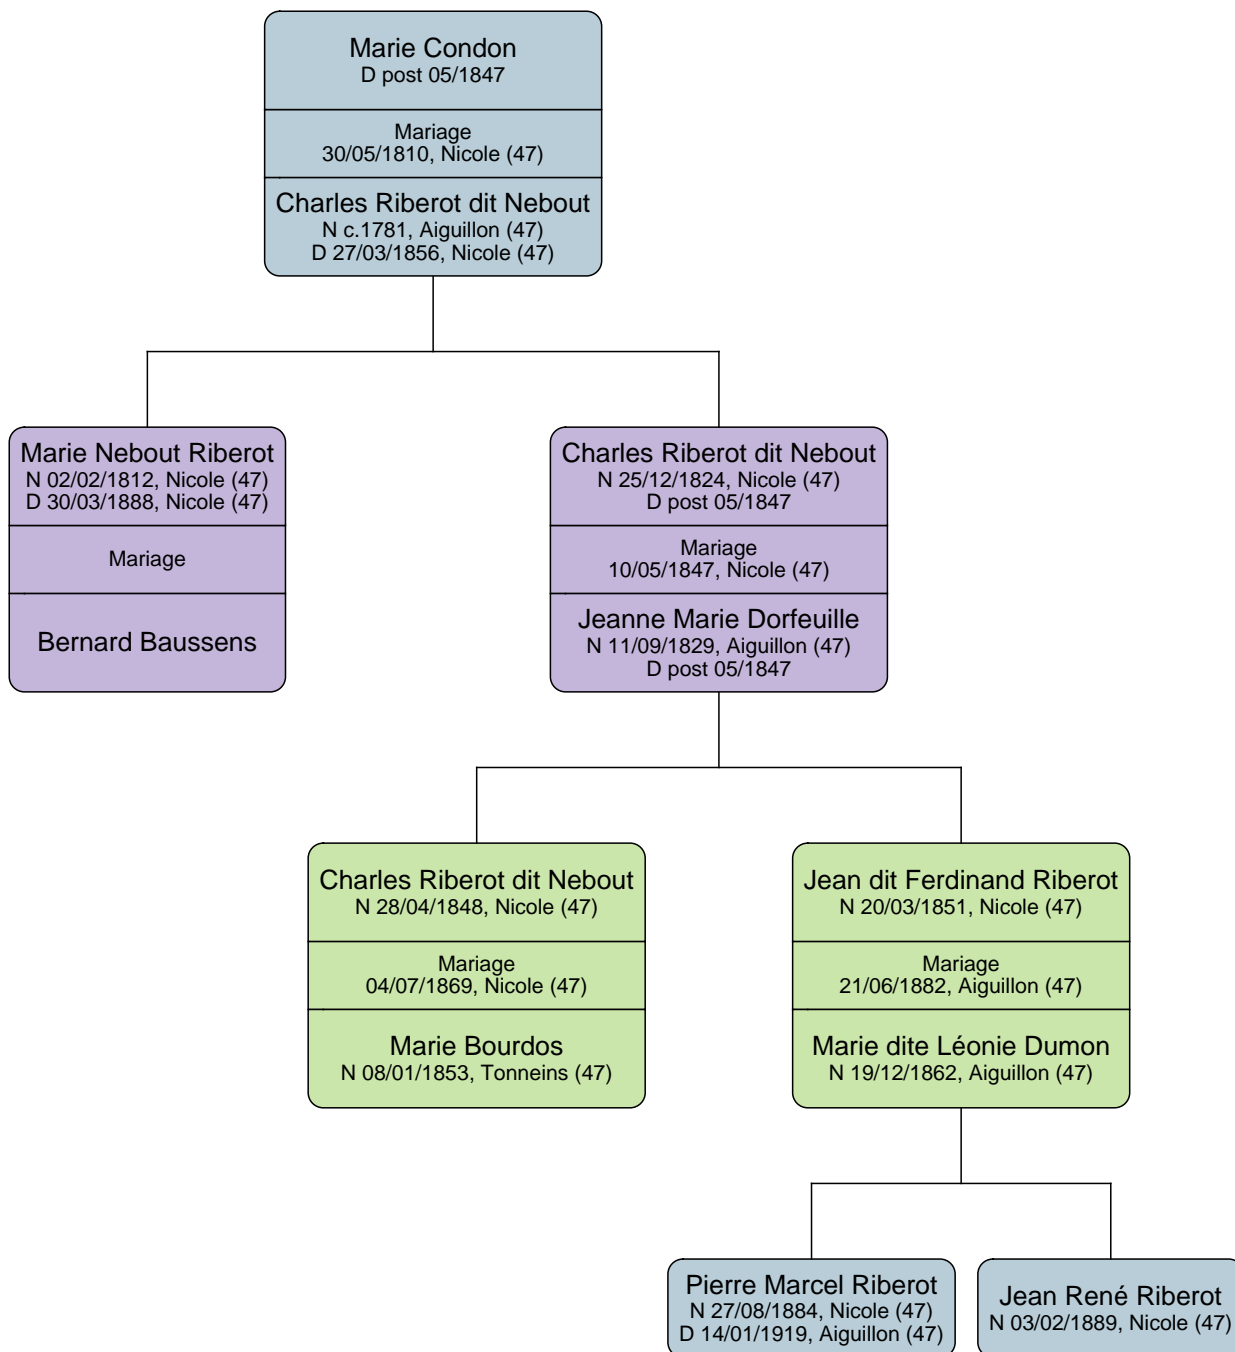 Marie Condon
D post 05/1847
Mariage
30/05/1810, Nicole (47)
Charles Riberot dit Nebout
N c.1781, Aiguillon (47)
D 27/03/1856, Nicole (47)
Marie Nebout Riberot
N 02/02/1812, Nicole (47)
D 30/03/1888, Nicole (47)
Mariage
Bernard Baussens
Charles Riberot dit Nebout
N 25/12/1824, Nicole (47)
D post 05/1847
Mariage
10/05/1847, Nicole (47)
Jeanne Marie Dorfeuille
N 11/09/1829, Aiguillon (47)
D post 05/1847
Charles Riberot dit Nebout
N 28/04/1848, Nicole (47)
Mariage
04/07/1869, Nicole (47)
Marie Bourdos
N 08/01/1853, Tonneins (47)
Jean dit Ferdinand Riberot
N 20/03/1851, Nicole (47)
Mariage
21/06/1882, Aiguillon (47)
Marie dite Léonie Dumon
N 19/12/1862, Aiguillon (47)
Pierre Marcel Riberot
N 27/08/1884, Nicole (47)
D 14/01/1919, Aiguillon (47)
Jean René Riberot
N 03/02/1889, Nicole (47)